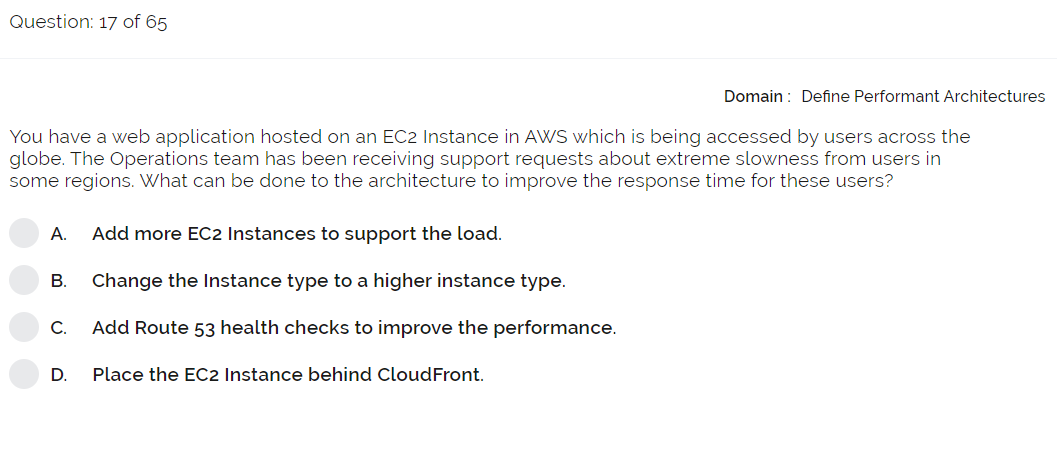 Question: 17 of 65
Domain : Define Performant Architectures
You have a web application hosted on an EC2 Instance in AWS which is being accessed by users across the
globe. The Operations team has been receiving support requests about extreme slowness from users in
some regions. What can be done to the architecture to improve the response time for these users?
A. Add more EC2 Instances to support the load.
B. Change the Instance type to a higher instance type.
C. Add Route 53 health checks to improve the performance.
D. Place the EC2 Instance behind CloudFront.